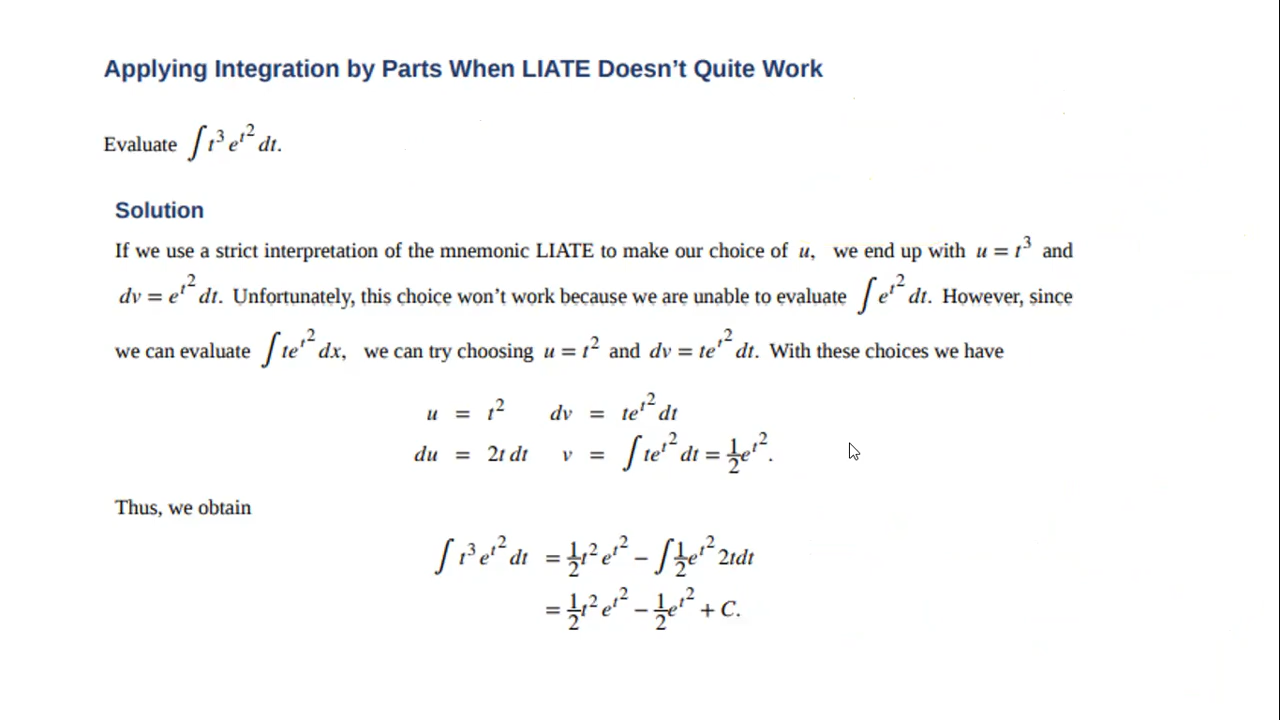 Applying Integration by Parts When LIATE Doesn’t Quite Work
Evaluate ∫t³e^{t²} dt.
Solution
If we use a strict interpretation of the mnemonic LIATE to make our choice of u, we end up with u = t³ and
dv = e^{t²} dt. Unfortunately, this choice won’t work because we are unable to evaluate ∫e^{t²} dt. However, since
we can evaluate ∫te^{t²} dx, we can try choosing u = t² and dv = te^{t²} dt. With these choices we have
u = t² dv = te^{t²} dt
du = 2t dt v = ∫te^{t²} dt = ½e^{t²}.
Thus, we obtain
∫t³e^{t²} dt = ½t²e^{t²} − ∫½e^{t²} 2tdt
= ½t²e^{t²} − ½e^{t²} + C.